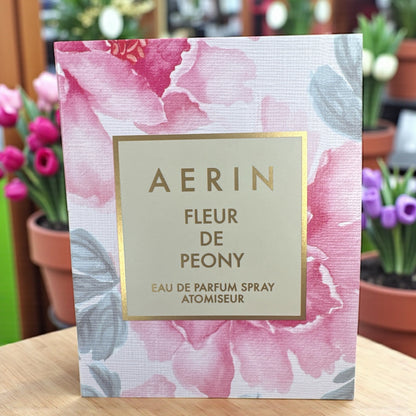 AERIN
FLEUR
DE
PEONY
EAU DE PARFUM SPRAY
ATOMISEUR